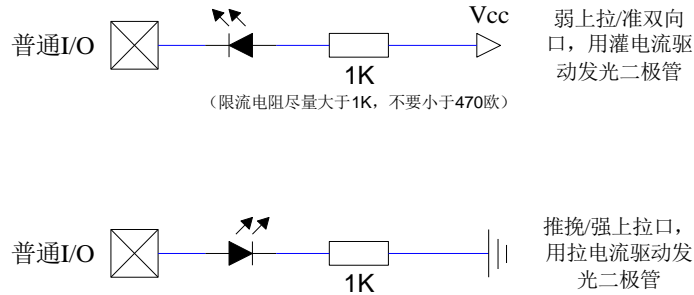 Vcc
普通I/O
1K
（限流电阻尽量大于1K，不要小于470欧）
弱上拉/准双向
口，用灌电流驱
动发光二极管
普通I/O
1K
推挽/强上拉口，
用拉电流驱动发
光二极管